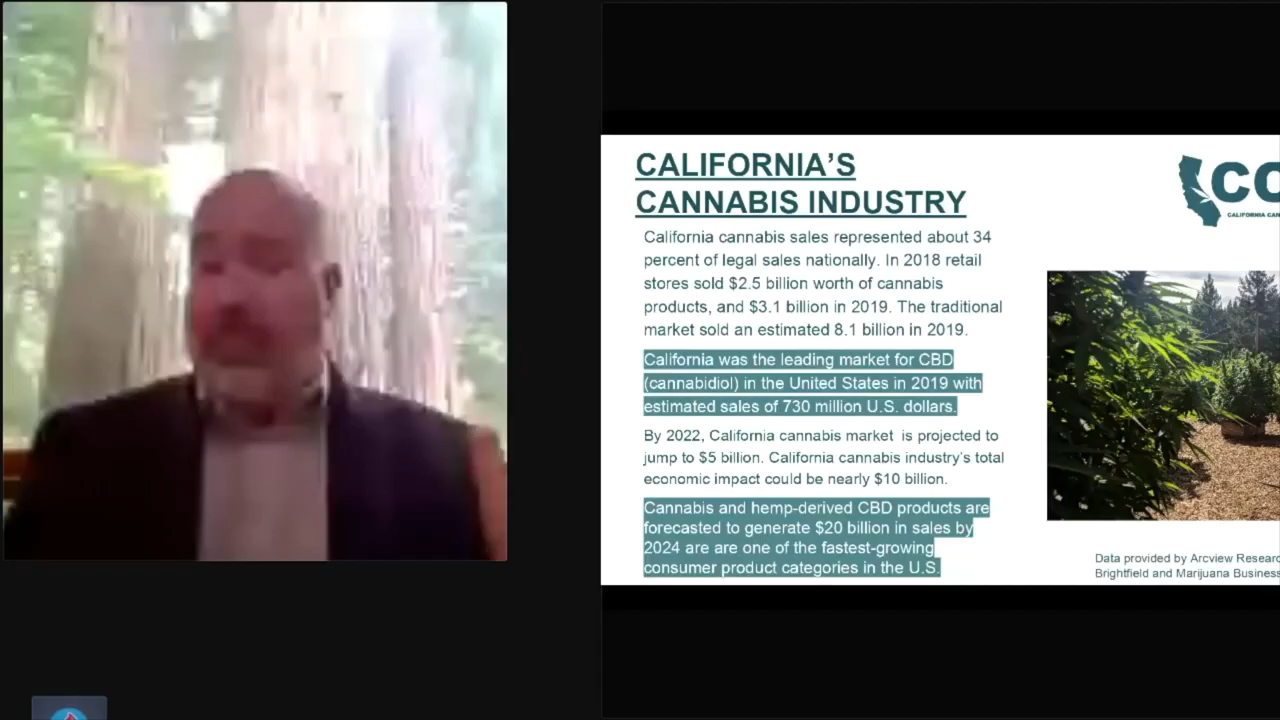 CALIFORNIA'S
CANNABIS INDUSTRY
California cannabis sales represented about 34
percent of legal sales nationally. In 2018 retail
stores sold $2.5 billion worth of cannabis
products, and $3.1 billion in 2019. The traditional
market sold an estimated 8.1 billion in 2019.
California was the leading market for CBD
(cannabidiol) in the United States in 2019 with
estimated sales of 730 million U.S. dollars.
By 2022, California cannabis market is projected to
jump to $5 billion. California cannabis industry's total
economic impact could be nearly $10 billion.
Cannabis and hemp-derived CBD products are
forecasted to generate $20 billion in sales by
2024 are are one of the fastest-growing
consumer product categories in the U.S.
CALIFORNIA
Data provided by Arcview
Brightfield and Marijuana Business